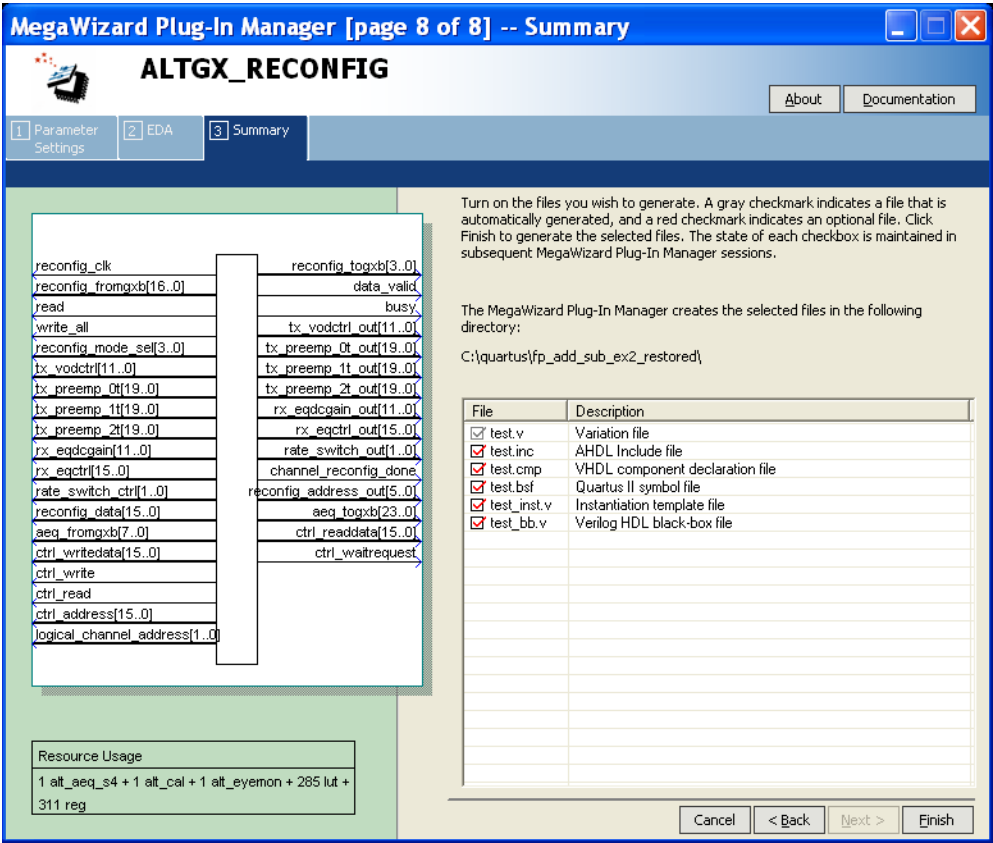 MegaWizard Plug-In Manager [page 8 of 8] -- Summary
ALTGX_RECONFIG
About
Documentation
1 Parameter Settings
2 EDA
3 Summary
Turn on the files you wish to generate. A gray checkmark indicates a file that is
automatically generated, and a red checkmark indicates an optional file. Click
Finish to generate the selected files. The state of each checkbox is maintained in
subsequent MegaWizard Plug-In Manager sessions.
The MegaWizard Plug-In Manager creates the selected files in the following
directory:
C:\quartus\fp_add_sub_ex2_restored\
reconfig_clk
reconfig_fromgxb[16..0]
read
write_all
reconfig_mode_sel[3..0]
tx_vodctrl[11..0]
tx_preemp_0t[19..0]
tx_preemp_1t[19..0]
tx_preemp_2t[19..0]
rx_eqdcgain[11..0]
rx_eqctrl[15..0]
rate_switch_ctrl[1..0]
reconfig_data[15..0]
aeq_fromgxb[7..0]
ctrl_writedata[15..0]
ctrl_write
ctrl_read
ctrl_address[15..0]
logical_channel_address[1..0]
reconfig_togxb[3..0]
data_valid
busy
tx_vodctrl_out[11..0]
tx_preemp_0t_out[19..0]
tx_preemp_1t_out[19..0]
tx_preemp_2t_out[19..0]
rx_eqdcgain_out[11..0]
rx_eqctrl_out[15..0]
rate_switch_out[1..0]
channel_reconfig_done
reconfig_address_out[5..0]
aeq_togxb[23..0]
ctrl_readdata[15..0]
ctrl_waitrequest
File Description
test.v Variation file
test.inc AHDL Include file
test.cmp VHDL component declaration file
test.bsf Quartus II symbol file
test_inst.v Instantiation template file
test_bb.v Verilog HDL black-box file
Resource Usage
1 alt_aeq_s4 + 1 alt_cal + 1 alt_eyemon + 285 lut +
311 reg
Cancel
< Back
Next >
Finish